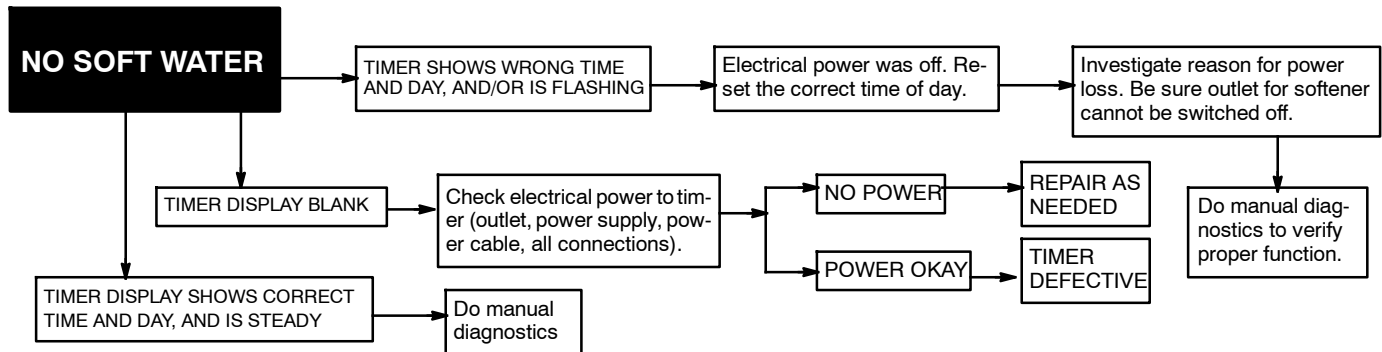 NO SOFT WATER
TIMER SHOWS WRONG TIME
AND DAY, AND/OR IS FLASHING
Electrical power was off. Re-
set the correct time of day.
Investigate reason for power
loss. Be sure outlet for softener
cannot be switched off.
Do manual diag-
nostics to verify
proper function.
TIMER DISPLAY BLANK
Check electrical power to tim-
er (outlet, power supply, pow-
er cable, all connections).
NO POWER
REPAIR AS
NEEDED
POWER OKAY
TIMER
DEFECTIVE
TIMER DISPLAY SHOWS CORRECT
TIME AND DAY, AND IS STEADY
Do manual
diagnostics